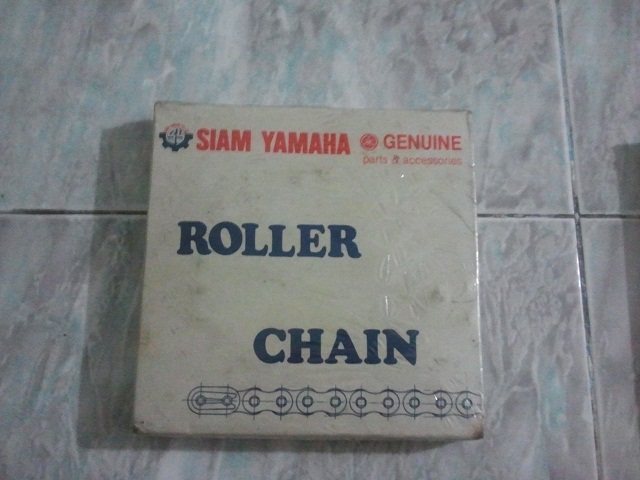 SIAM YAMAHA GENUINE
parts & accessories
ROLLER
CHAIN